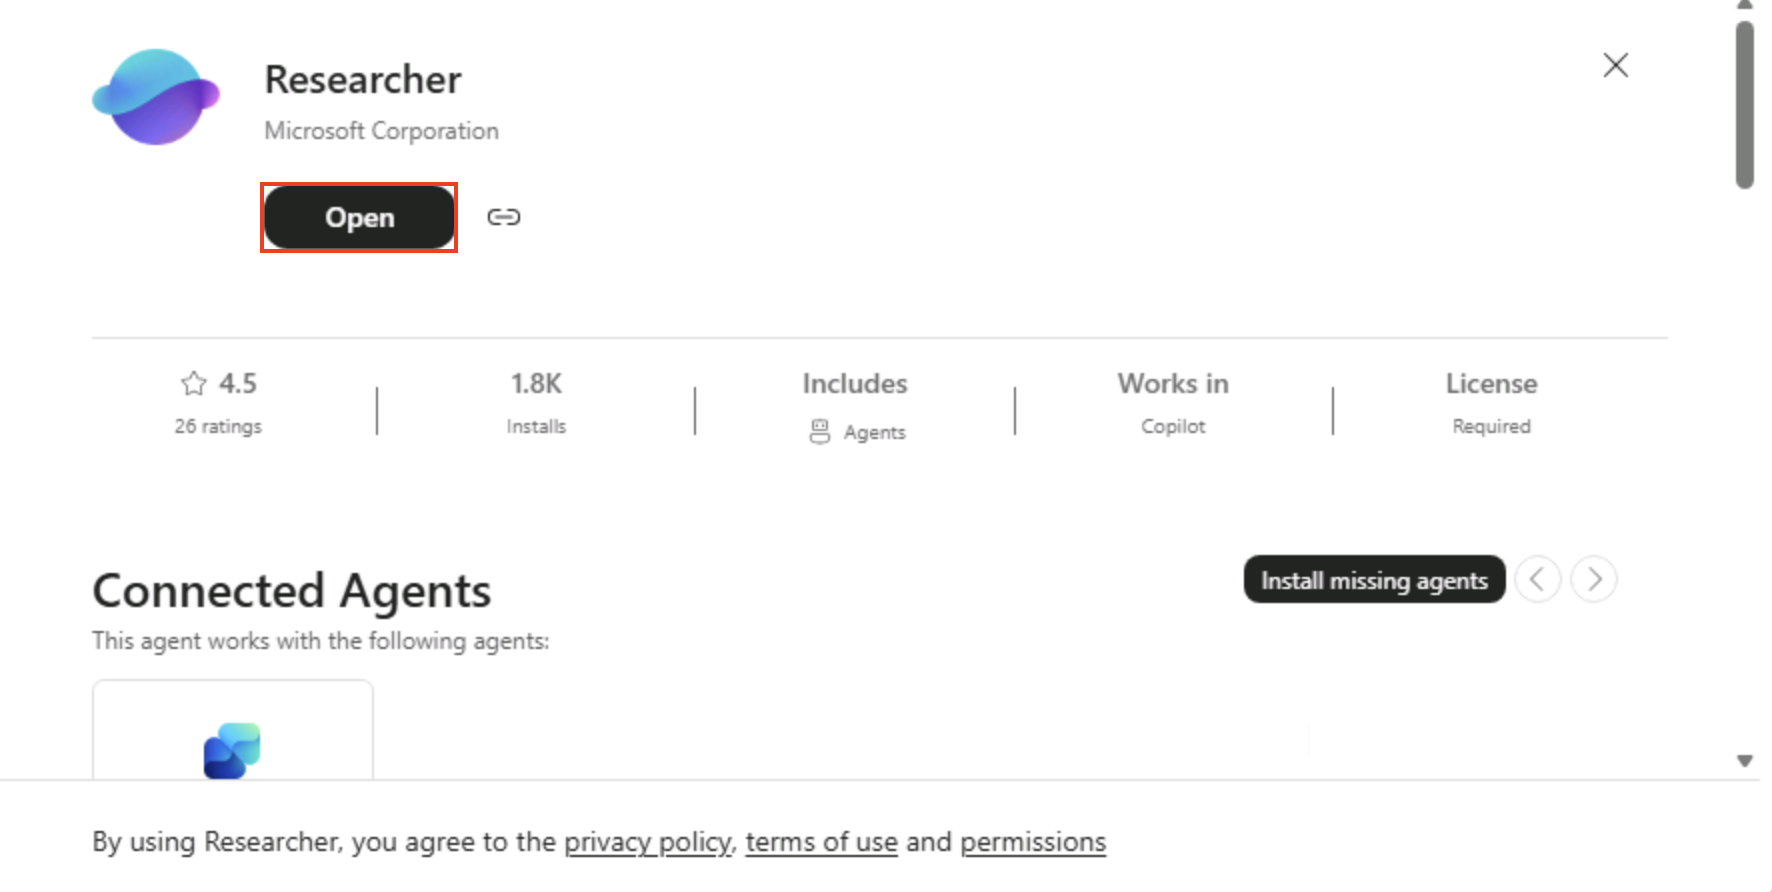 Researcher
Microsoft Corporation
Open
4.5
26 ratings
1.8K
Installs
Includes
Agents
Works in
Copilot
License
Required
Connected Agents
Install missing agents
This agent works with the following agents:
By using Researcher, you agree to the privacy policy, terms of use and permissions